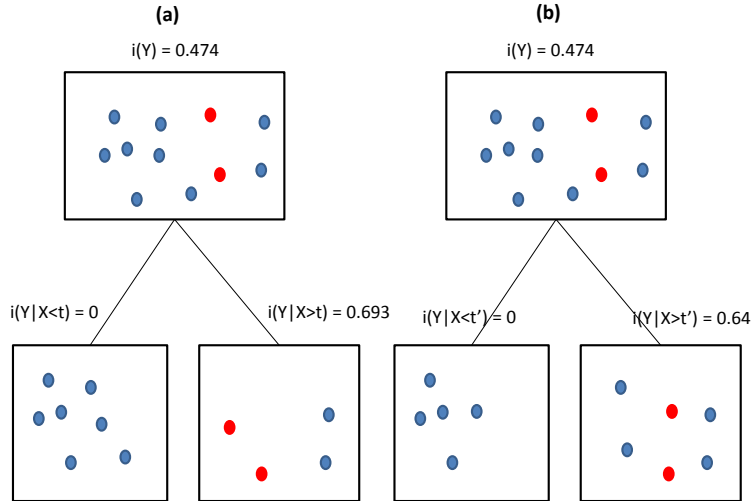 (a)
i(Y) = 0.474
i(Y|X<t) = 0
i(Y|X>t) = 0.693
(b)
i(Y) = 0.474
i(Y|X<t’) = 0
i(Y|X>t’) = 0.64